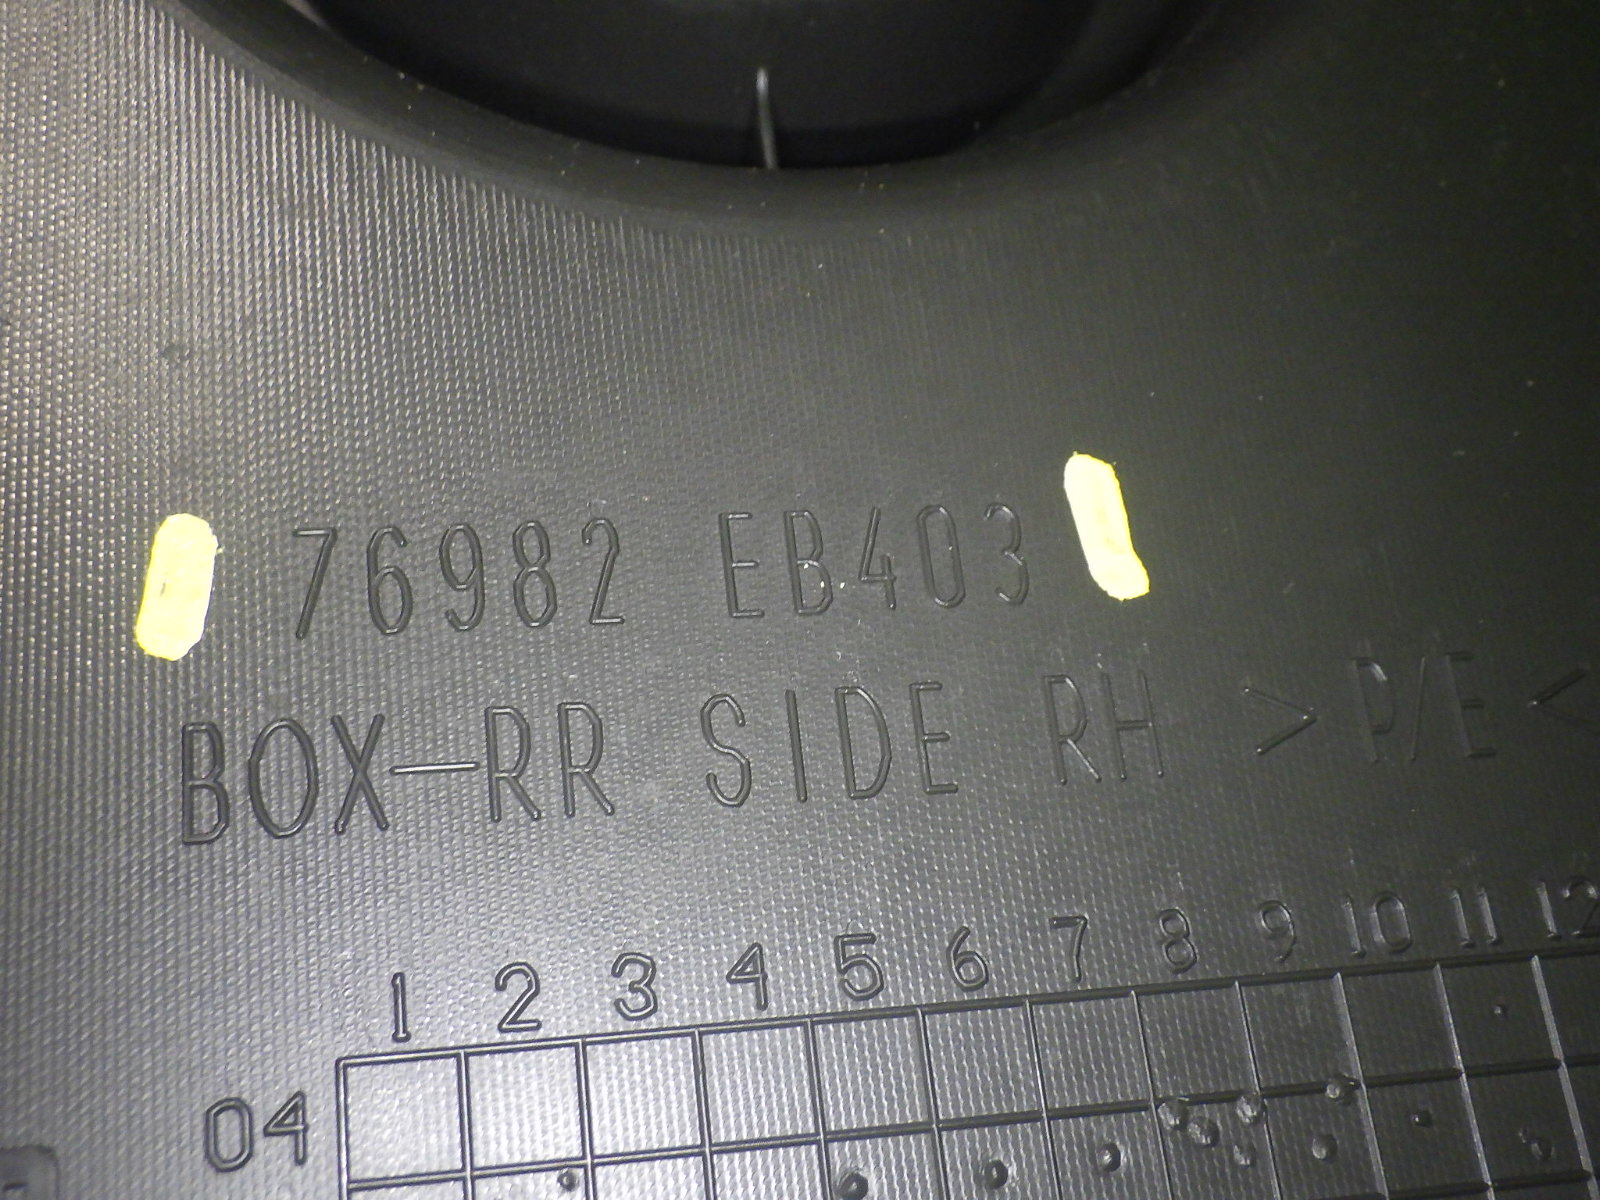 76982 EB403
BOX-RR SIDE RH >P/E<
1 2 3 4 5 6 7 8 9 10 11 12
04